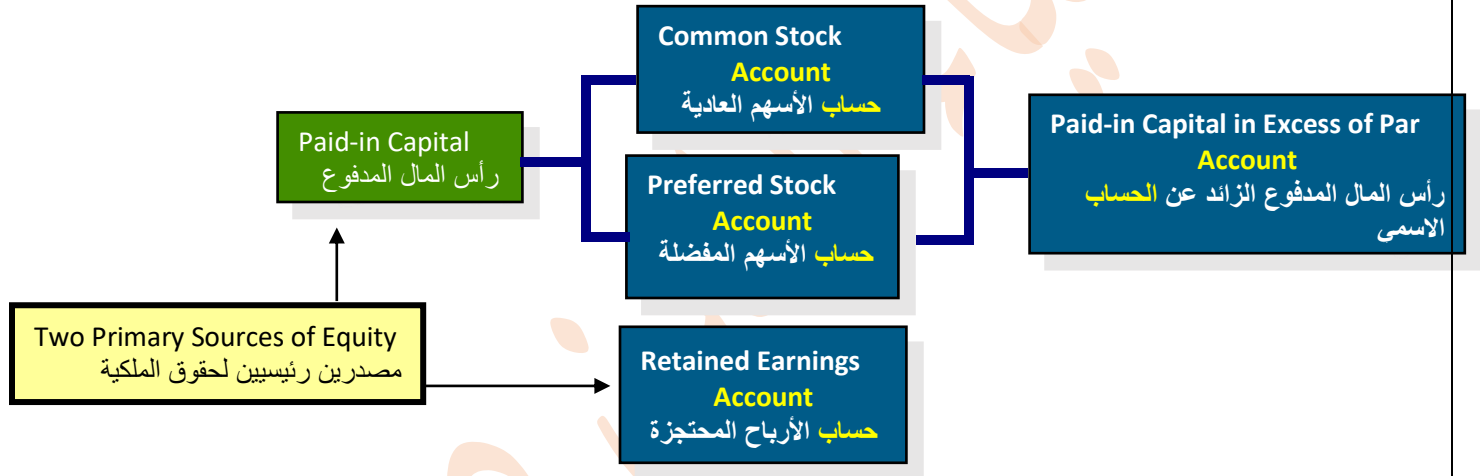 Common Stock
Account
حساب الأسهم العادية
Paid-in Capital
رأس المال المدفوع
Preferred Stock
Account
حساب الأسهم المفضلة
Paid-in Capital in Excess of Par
Account
رأس المال المدفوع الزائد عن الحساب
الاسمى
Two Primary Sources of Equity
مصدرين رئيسيين لحقوق الملكية
Retained Earnings
Account
حساب الأرباح المحتجزة